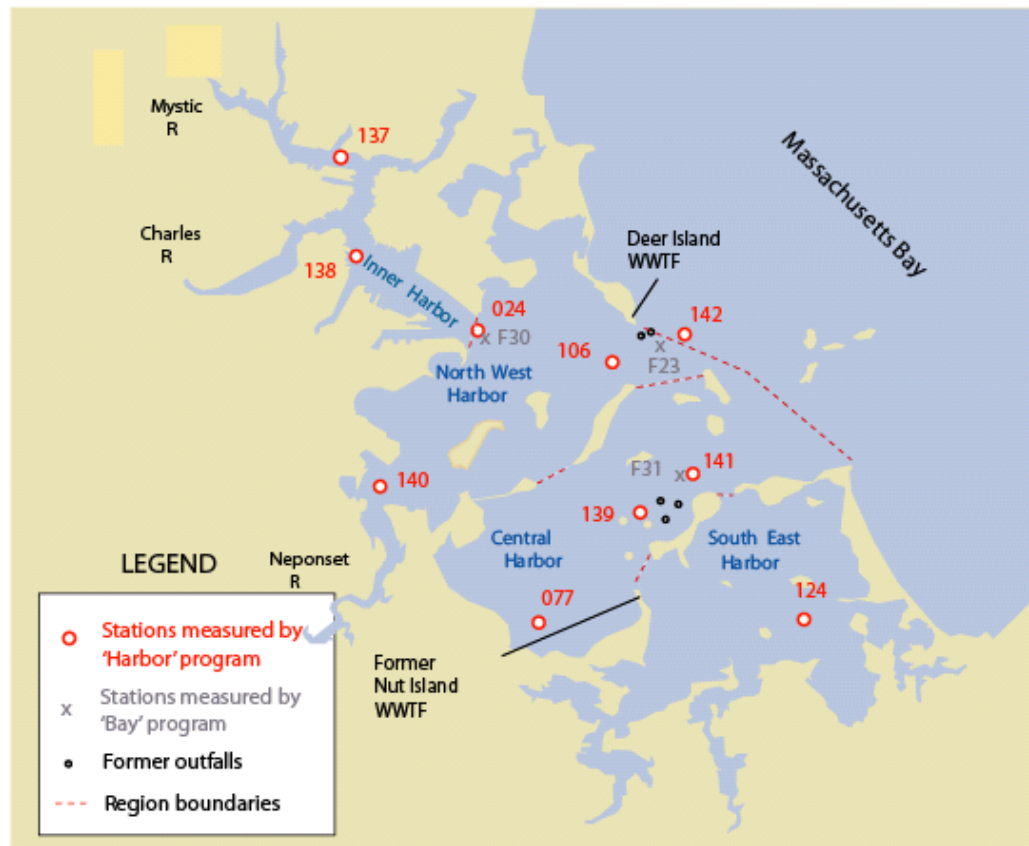 Mystic
R
137
Charles
R
138
Inner Harbor
Massachusetts Bay
Deer Island
WWTF
024
F30
142
106
F23
North West
Harbor
F31
141
140
139
Central
Harbor
South East
Harbor
Neponset
R
077
124
Former
Nut Island
WWTF
LEGEND
Stations measured by
‘Harbor’ program
x
Stations measured by
‘Bay’ program
Former outfalls
Region boundaries